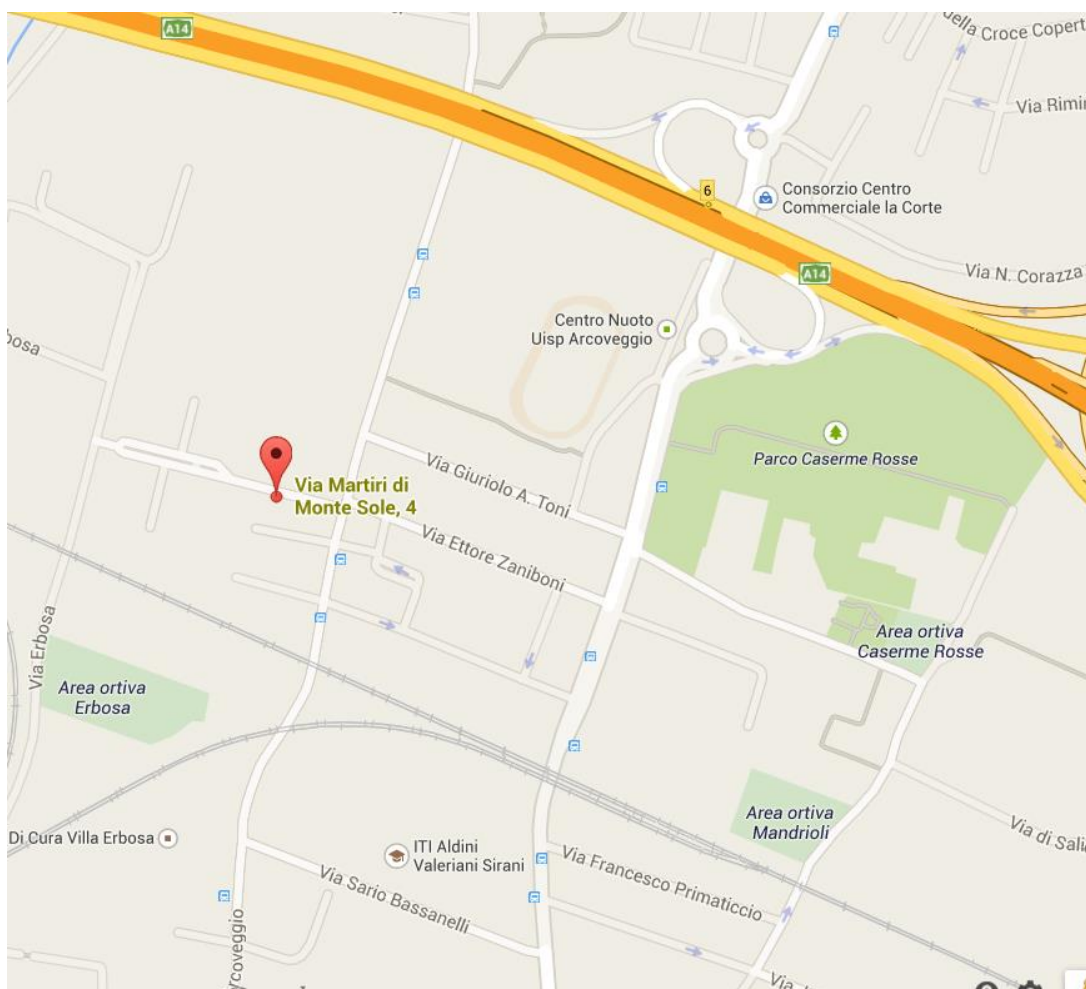 A14
della Croce Copert
Via Rimin
6
Consorzio Centro
Commerciale la Corte
A14
Via N. Corazza
Centro Nuoto
Uisp Arcoveggio
bosa
Parco Caserme Rosse
Via Giuriolo A. Toni
Via Martiri di
Monte Sole, 4
Via Ettore Zaniboni
Via Erbosa
Area ortiva
Caserme Rosse
Area ortiva
Erbosa
Area ortiva
Mandrioli
Via di Salic
Di Cura Villa Erbosa
ITI Aldini
Valeriani Sirani
Via Francesco Primaticcio
Via Sario Bassanelli
rcoveggio